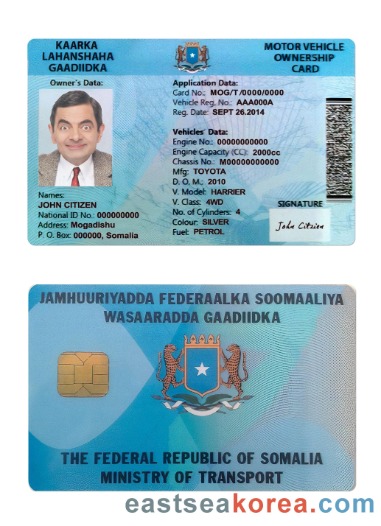 KAARKA
LAHANSHAHA
GAADIIDKA
MOTOR VEHICLE
OWNERSHIP
CARD
Owner's Data:
Names:
JOHN CITIZEN
National ID No.: 000000000
Address: Mogadishu
P. O. Box: 000000, Somalia
Application Data:
Card No.: MOG/T/0000/0000
Vehicle Reg. No.: AAA000A
Reg. Date: SEPT 26.2014
Vehicles' Data:
Engine No.: 00000000000
Engine Capacity (CC): 2000cc
Chassis No.: M00000000000
Mfg: TOYOTA
D. O. M.: 2010
V. Model: HARRIER
V. Class: 4WD
No. of Cylinders: 4
Colour: SILVER
Fuel: PETROL
SIGNATURE
John Citizen
JAMHUURIYADDA FEDERAALKA SOOMAALIYA
WASAARADDA GAADIIDKA
THE FEDERAL REPUBLIC OF SOMALIA
MINISTRY OF TRANSPORT
eastseakorea.com